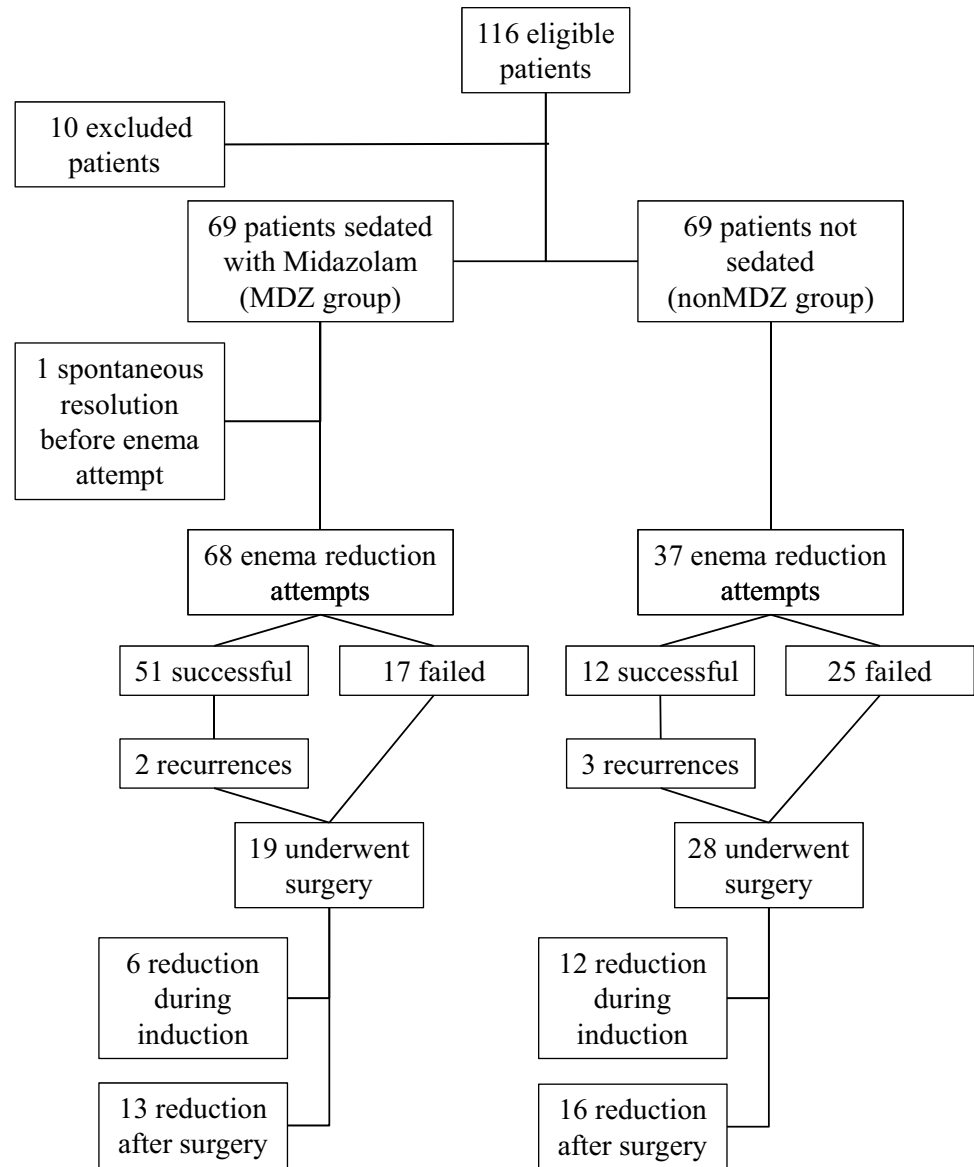 116 eligible
patients
10 excluded
patients
69 patients sedated
with Midazolam
(MDZ group)
69 patients not
sedated
(nonMDZ group)
1 spontaneous
resolution
before enema
attempt
68 enema reduction
attempts
37 enema reduction
attempts
51 successful
17 failed
12 successful
25 failed
2 recurrences
3 recurrences
19 underwent
surgery
28 underwent
surgery
6 reduction
during
induction
12 reduction
during
induction
13 reduction
after surgery
16 reduction
after surgery